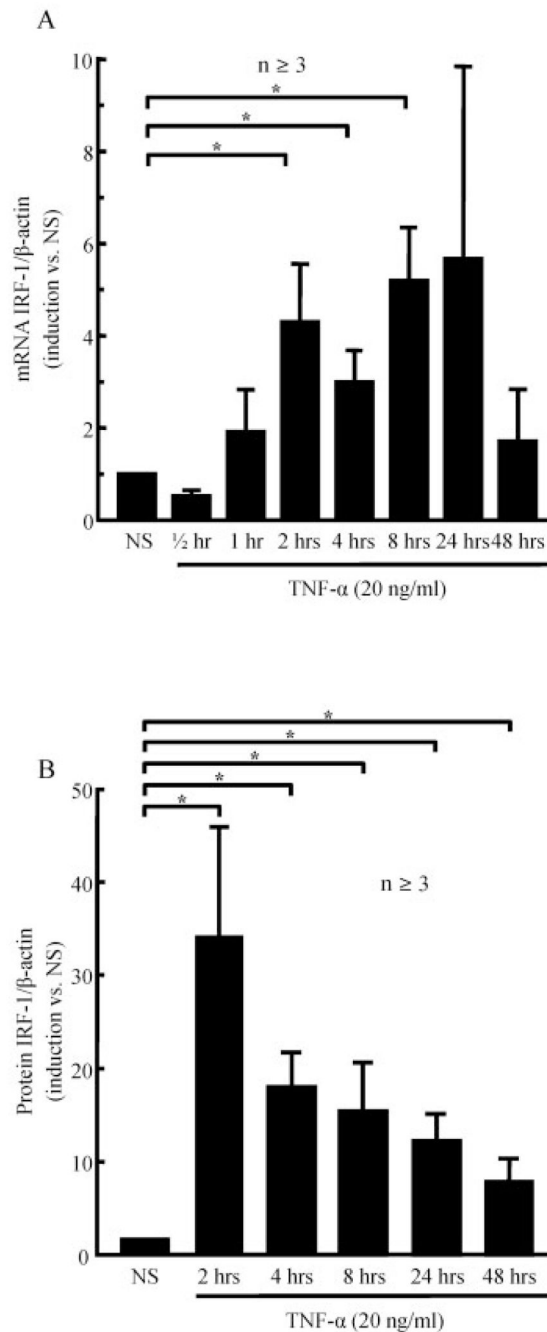 A
n ≥ 3
*
*
*
10
8
6
4
2
0
mRNA IRF-1/β-actin
(induction vs. NS)
NS ½ hr 1 hr 2 hrs 4 hrs 8 hrs 24 hrs 48 hrs
TNF-α (20 ng/ml)
B
*
*
*
*
*
n ≥ 3
50
40
30
20
10
0
Protein IRF-1/β-actin
(induction vs. NS)
NS 2 hrs 4 hrs 8 hrs 24 hrs 48 hrs
TNF-α (20 ng/ml)